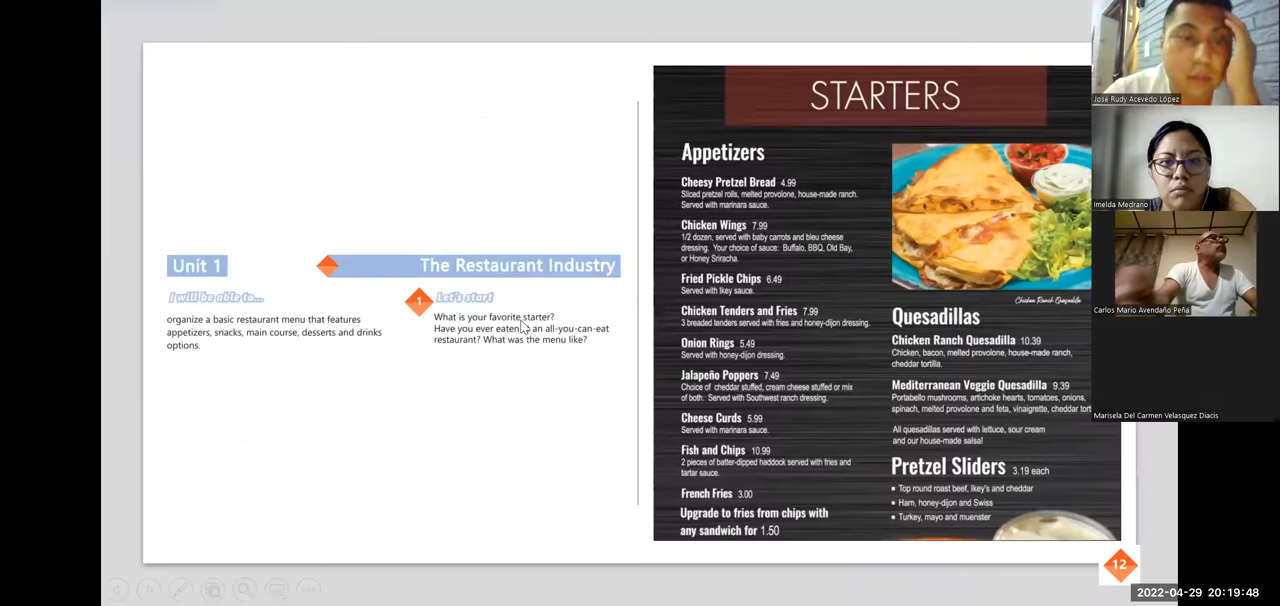 Unit 1
The Restaurant Industry
I will be able to...
organize a basic restaurant menu that features
appetizers, snacks, main course, desserts and drinks
options.
1
Let's start
What is your favorite starter?
Have you ever eaten in an all-you-can-eat
restaurant? What was the menu like?
STARTERS
Appetizers
Cheesy Pretzel Bread 4.99
Sliced pretzel rolls, melted provolone, house-made ranch.
Served with marinara sauce.
Chicken Wings 7.99
1/2 dozen, served with baby carrots and bleu cheese
dressing. Your choice of sauce: Buffalo, BBQ, Old Bay,
or Honey Sriracha.
Fried Pickle Chips 6.49
Served with Ikey sauce.
Chicken Tenders and Fries 7.99
3 breaded tenders served with fries and honey-dijon dressing.
Onion Rings 5.49
Served with honey-dijon dressing.
Jalapeño Poppers 7.49
Choice of cheddar stuffed, cream cheese stuffed or mix
of both. Served with Southwest ranch dressing.
Cheese Curds 5.99
Served with marinara sauce.
Fish and Chips 10.99
2 pieces of batter-dipped haddock served with fries and
tartar sauce.
French Fries 3.00
Upgrade to fries from chips with
any sandwich for 1.50
Chicken Ranch Quesadilla
Quesadillas
Chicken Ranch Quesadilla 10.39
Chicken, bacon, melted provolone, house-made ranch,
cheddar tortilla.
Mediterranean Veggie Quesadilla 9.39
Portabello mushrooms, artichoke hearts, tomatoes, onions,
spinach, melted provolone and feta, vinaigrette, cheddar tort
All quesadillas served with lettuce, sour cream
and our house-made salsa!
Pretzel Sliders 3.19 each
Top round roast beef, Ikey's and cheddar
Ham, honey-dijon and Swiss
Turkey, mayo and muenster
12
José Rudy Acevedo López
Imelda Medrano
Carlos Mario Avendaño Peña
Marisela Del Carmen Velasquez Diacis
2022-04-29 20:19:48